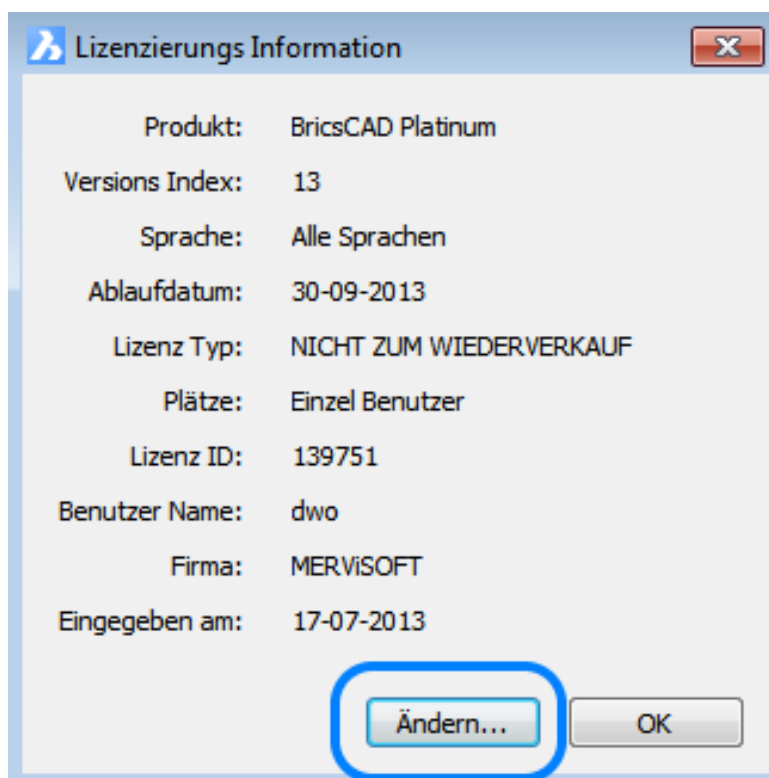 Lizenzierungs Information
Produkt: BricsCAD Platinum
Versions Index: 13
Sprache: Alle Sprachen
Ablaufdatum: 30-09-2013
Lizenz Typ: NICHT ZUM WIEDERVERKAUF
Plätze: Einzel Benutzer
Lizenz ID: 139751
Benutzer Name: dwo
Firma: MERViSOFT
Eingegeben am: 17-07-2013
Ändern... OK